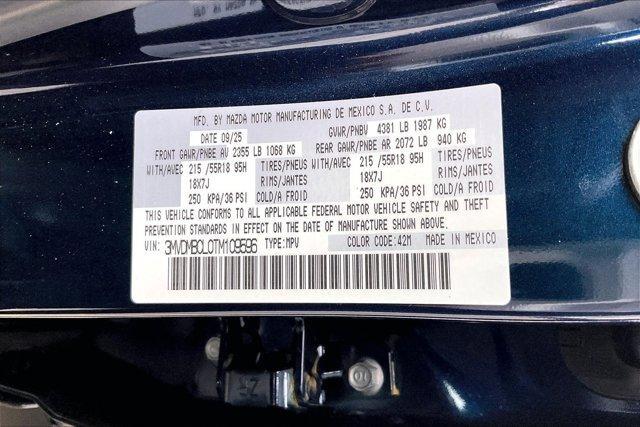 MFD. BY MAZDA MOTOR MANUFACTURING DE MEXICO S.A. DE C.V.
DATE 09/25 GVWR/PNBV 4381 LB 1987 KG
FRONT GAWR/PNBE AV 2355 LB 1068 KG REAR GAWR/PNBE AR 2072 LB 940 KG
WITH/AVEC 215 /55R18 95H TIRES/PNEUS WITH/AVEC 215 /55R18 95H TIRES/PNEUS
18X7J RIMS/JANTES 18X7J RIMS/JANTES
250 KPA/36 PSI COLD/A FROID 250 KPA/36 PSI COLD/A FROID
THIS VEHICLE CONFORMS TO ALL APPLICABLE FEDERAL MOTOR VEHICLE SAFETY AND THEFT
PREVENTION STANDARDS IN EFFECT ON THE DATE OF MANUFACTURE SHOWN ABOVE.
VIN: 3MVDMBCL0TM109596 TYPE:MPV COLOR CODE:42M MADE IN MEXICO